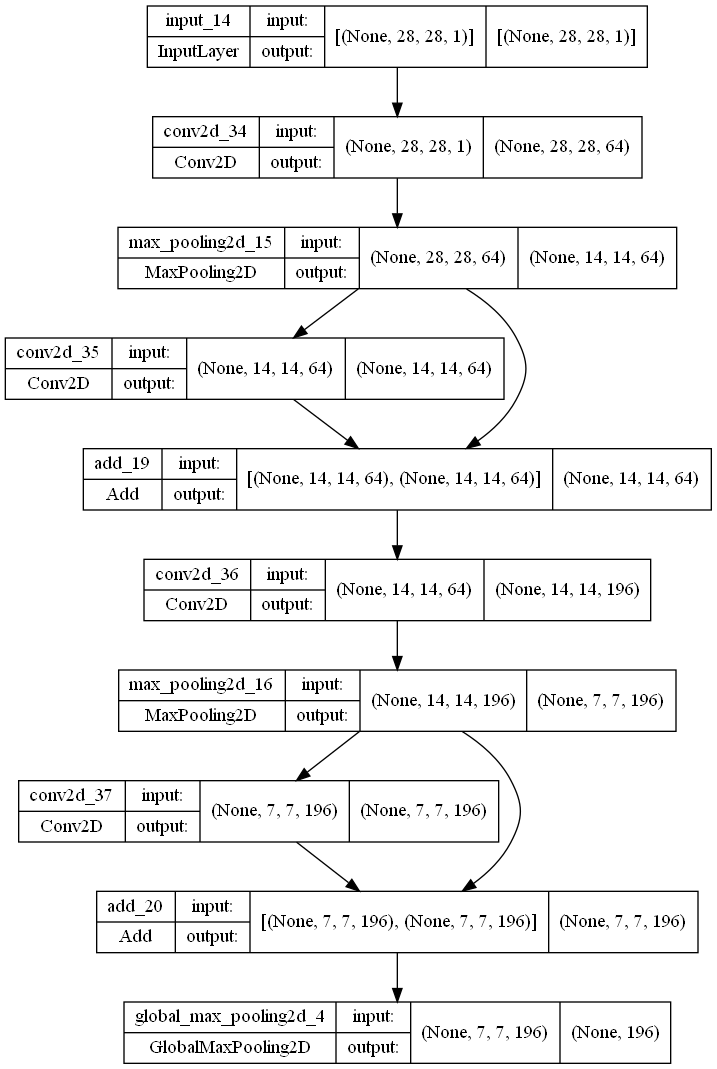 input_14 input: [(None, 28, 28, 1)] [(None, 28, 28, 1)]
InputLayer output:
conv2d_34 input: (None, 28, 28, 1) (None, 28, 28, 64)
Conv2D output:
max_pooling2d_15 input: (None, 28, 28, 64) (None, 14, 14, 64)
MaxPooling2D output:
conv2d_35 input: (None, 14, 14, 64) (None, 14, 14, 64)
Conv2D output:
add_19 input: [(None, 14, 14, 64), (None, 14, 14, 64)] (None, 14, 14, 64)
Add output:
conv2d_36 input: (None, 14, 14, 64) (None, 14, 14, 196)
Conv2D output:
max_pooling2d_16 input: (None, 14, 14, 196) (None, 7, 7, 196)
MaxPooling2D output:
conv2d_37 input: (None, 7, 7, 196) (None, 7, 7, 196)
Conv2D output:
add_20 input: [(None, 7, 7, 196), (None, 7, 7, 196)] (None, 7, 7, 196)
Add output:
global_max_pooling2d_4 input: (None, 7, 7, 196) (None, 196)
GlobalMaxPooling2D output: